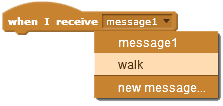 when I receive message1
message1
walk
new message...